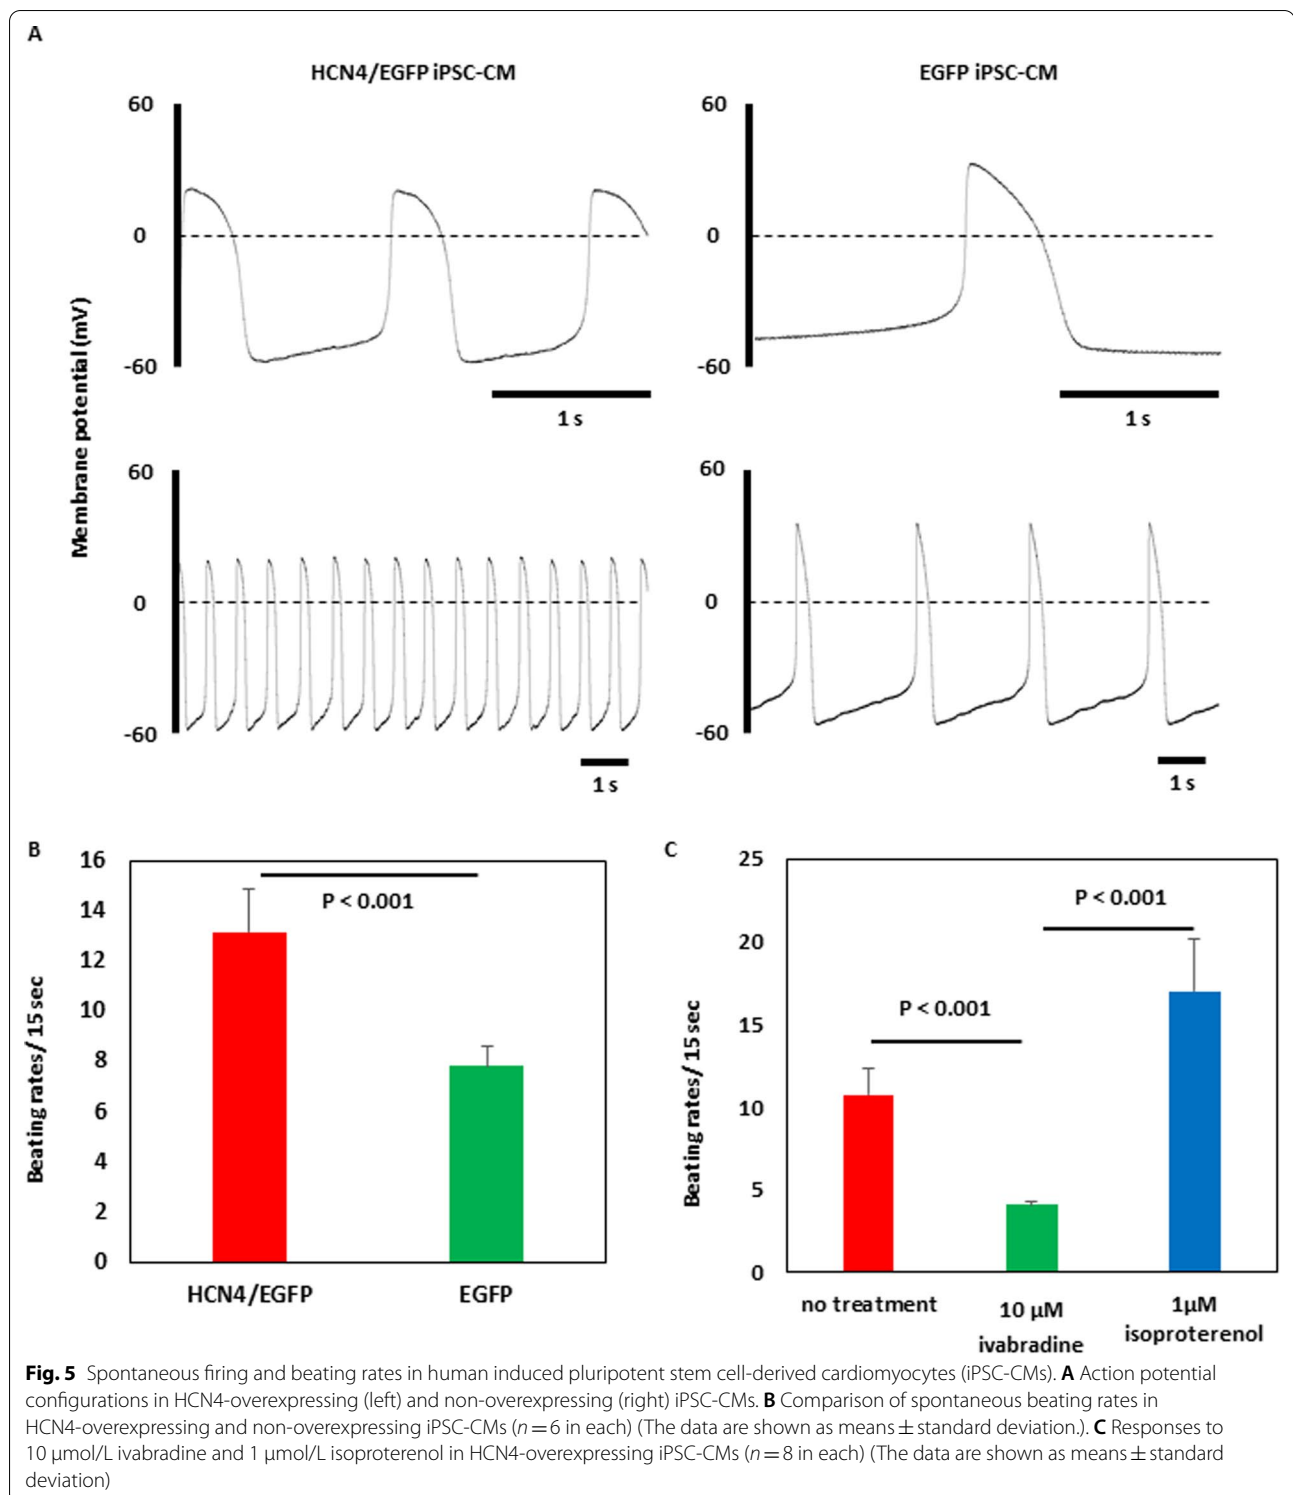 A
HCN4/EGFP iPSC-CM
EGFP iPSC-CM
Membrane potential (mV)
60
0
-60
1 s
60
0
-60
1 s
60
0
-60
1 s
60
0
-60
1 s
B
Beating rates/ 15 sec
16
14
12
10
8
6
4
2
0
P < 0.001
HCN4/EGFP
EGFP
C
Beating rates/ 15 sec
25
20
15
10
5
0
P < 0.001
P < 0.001
no treatment
10 µM
ivabradine
1µM
isoproterenol
Fig. 5 Spontaneous firing and beating rates in human induced pluripotent stem cell-derived cardiomyocytes (iPSC-CMs). A Action potential
configurations in HCN4-overexpressing (left) and non-overexpressing (right) iPSC-CMs. B Comparison of spontaneous beating rates in
HCN4-overexpressing and non-overexpressing iPSC-CMs (n = 6 in each) (The data are shown as means ± standard deviation.). C Responses to
10 µmol/L ivabradine and 1 µmol/L isoproterenol in HCN4-overexpressing iPSC-CMs (n = 8 in each) (The data are shown as means ± standard
deviation)